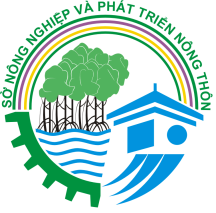 SỞ NÔNG NGHIỆP VÀ PHÁT TRIỂN NÔNG THÔN